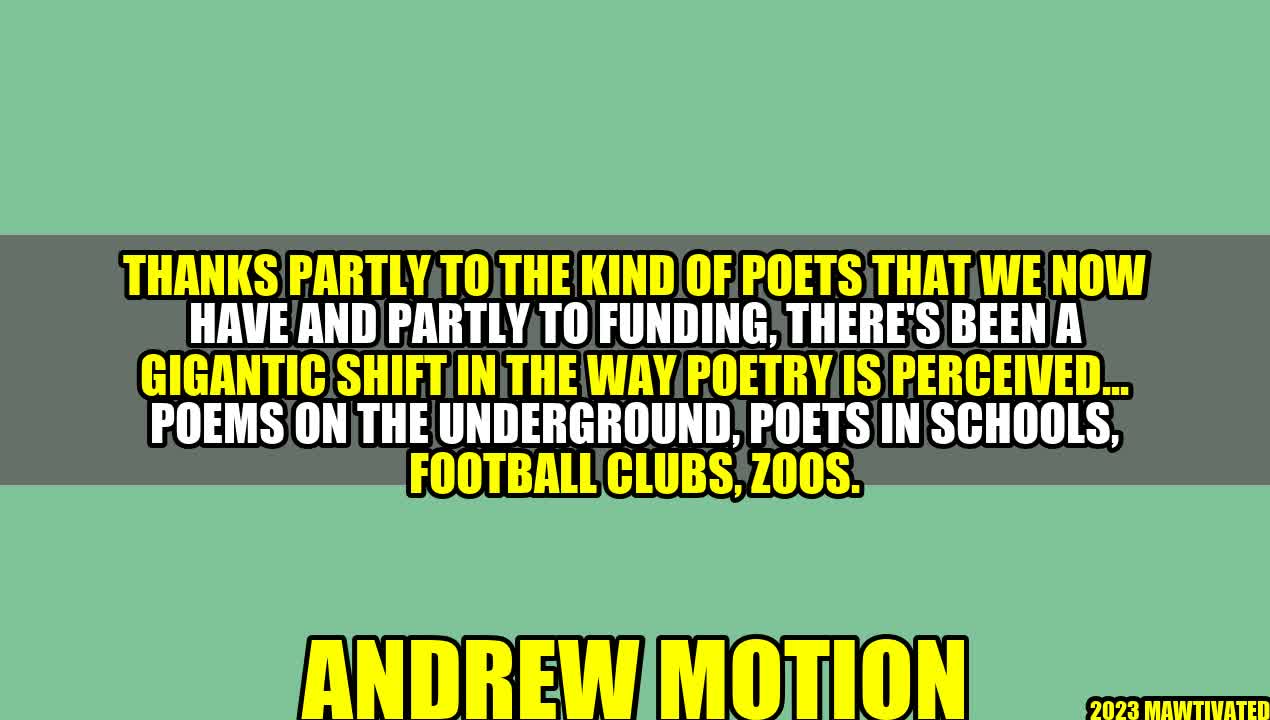 THANKS PARTLY TO THE KIND OF POETS THAT WE NOW
HAVE AND PARTLY TO FUNDING, THERE'S BEEN A
GIGANTIC SHIFT IN THE WAY POETRY IS PERCEIVED...
POEMS ON THE UNDERGROUND, POETS IN SCHOOLS,
FOOTBALL CLUBS, ZOOS.
ANDREW MOTION
2023 MAWTIVATED